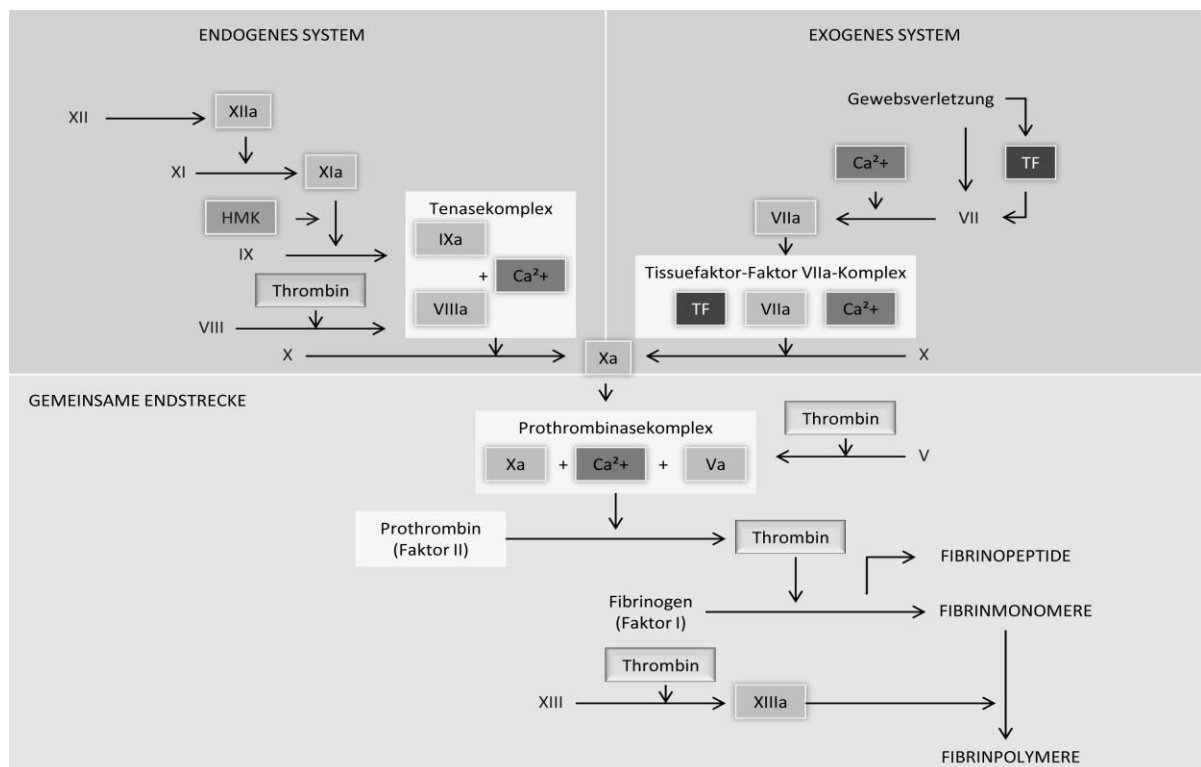 ENDOGENES SYSTEM
EXOGENES SYSTEM
Gewebsverletzung
XII
XIIa
Ca²+
TF
XI
XIa
HMK
Tenasekomplex
VIIa
VII
IXa
IX
+ Ca²+
Tissuefaktor-Faktor VIIa-Komplex
Thrombin
VIIIa
TF
VIIa
Ca²+
VIII
X
Xa
X
GEMEINSAME ENDSTRECKE
Prothrombinasekomplex
Thrombin
Xa + Ca²+ + Va
V
Prothrombin
(Faktor II)
Thrombin
FIBRINOPEPTIDE
Fibrinogen
(Faktor I)
FIBRINMONOMERE
Thrombin
XIII
XIIIa
FIBRINPOLYMERE